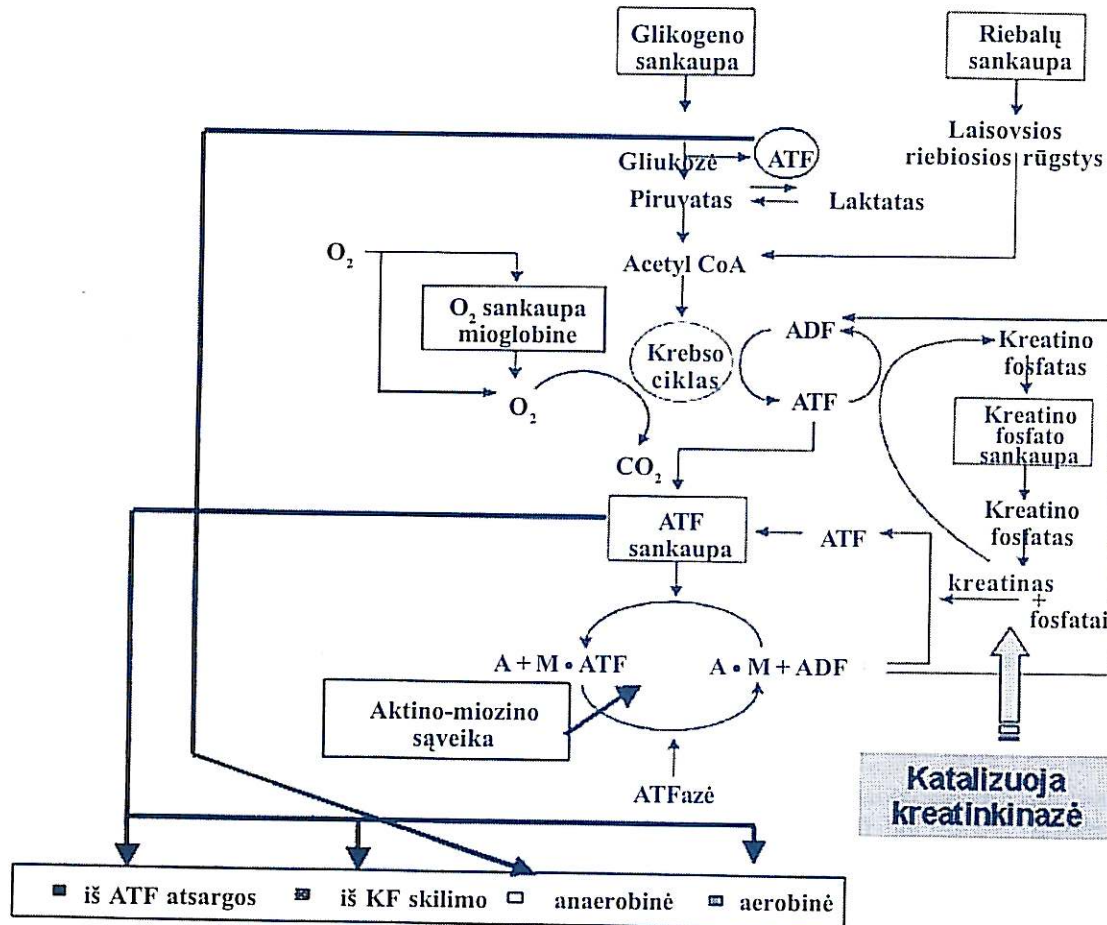 Glikogeno
sankaupa
Riebalų
sankaupa
Laisovsios
riebiosios rūgstys
Gliukozė
ATF
Piruvatas
Laktatas
O₂
Acetyl CoA
O₂ sankaupa
mioglobine
Krebso
ciklas
ADF
Kreatino
fosfatas
O₂
ATF
Kreatino
fosfato
sankaupa
CO₂
ATF
sankaupa
ATF
Kreatino
fosfatas
kreatinas
+
fosfatai
A + M • ATF
A • M + ADF
Aktino-miozino
sąveika
ATFazė
Katalizuoja
kreatinkinazė
iš ATF atsargos
iš KF skilimo
anaerobinė
aerobinė